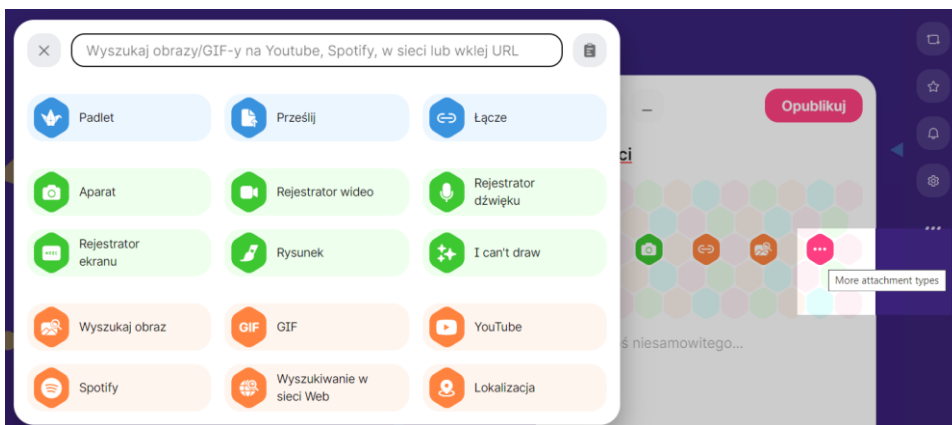 Wyszukaj obrazy/GIF-y na Youtube, Spotify, w sieci lub wklej URL
Padlet
Prześlij
Łącze
Aparat
Rejestrator wideo
Rejestrator
dźwięku
Rejestrator
ekranu
Rysunek
I can't draw
Wyszukaj obraz
GIF
GIF
YouTube
Spotify
Wyszukiwanie w
sieci Web
Lokalizacja
Opublikuj
ci
More attachment types
ś niesamowitego...